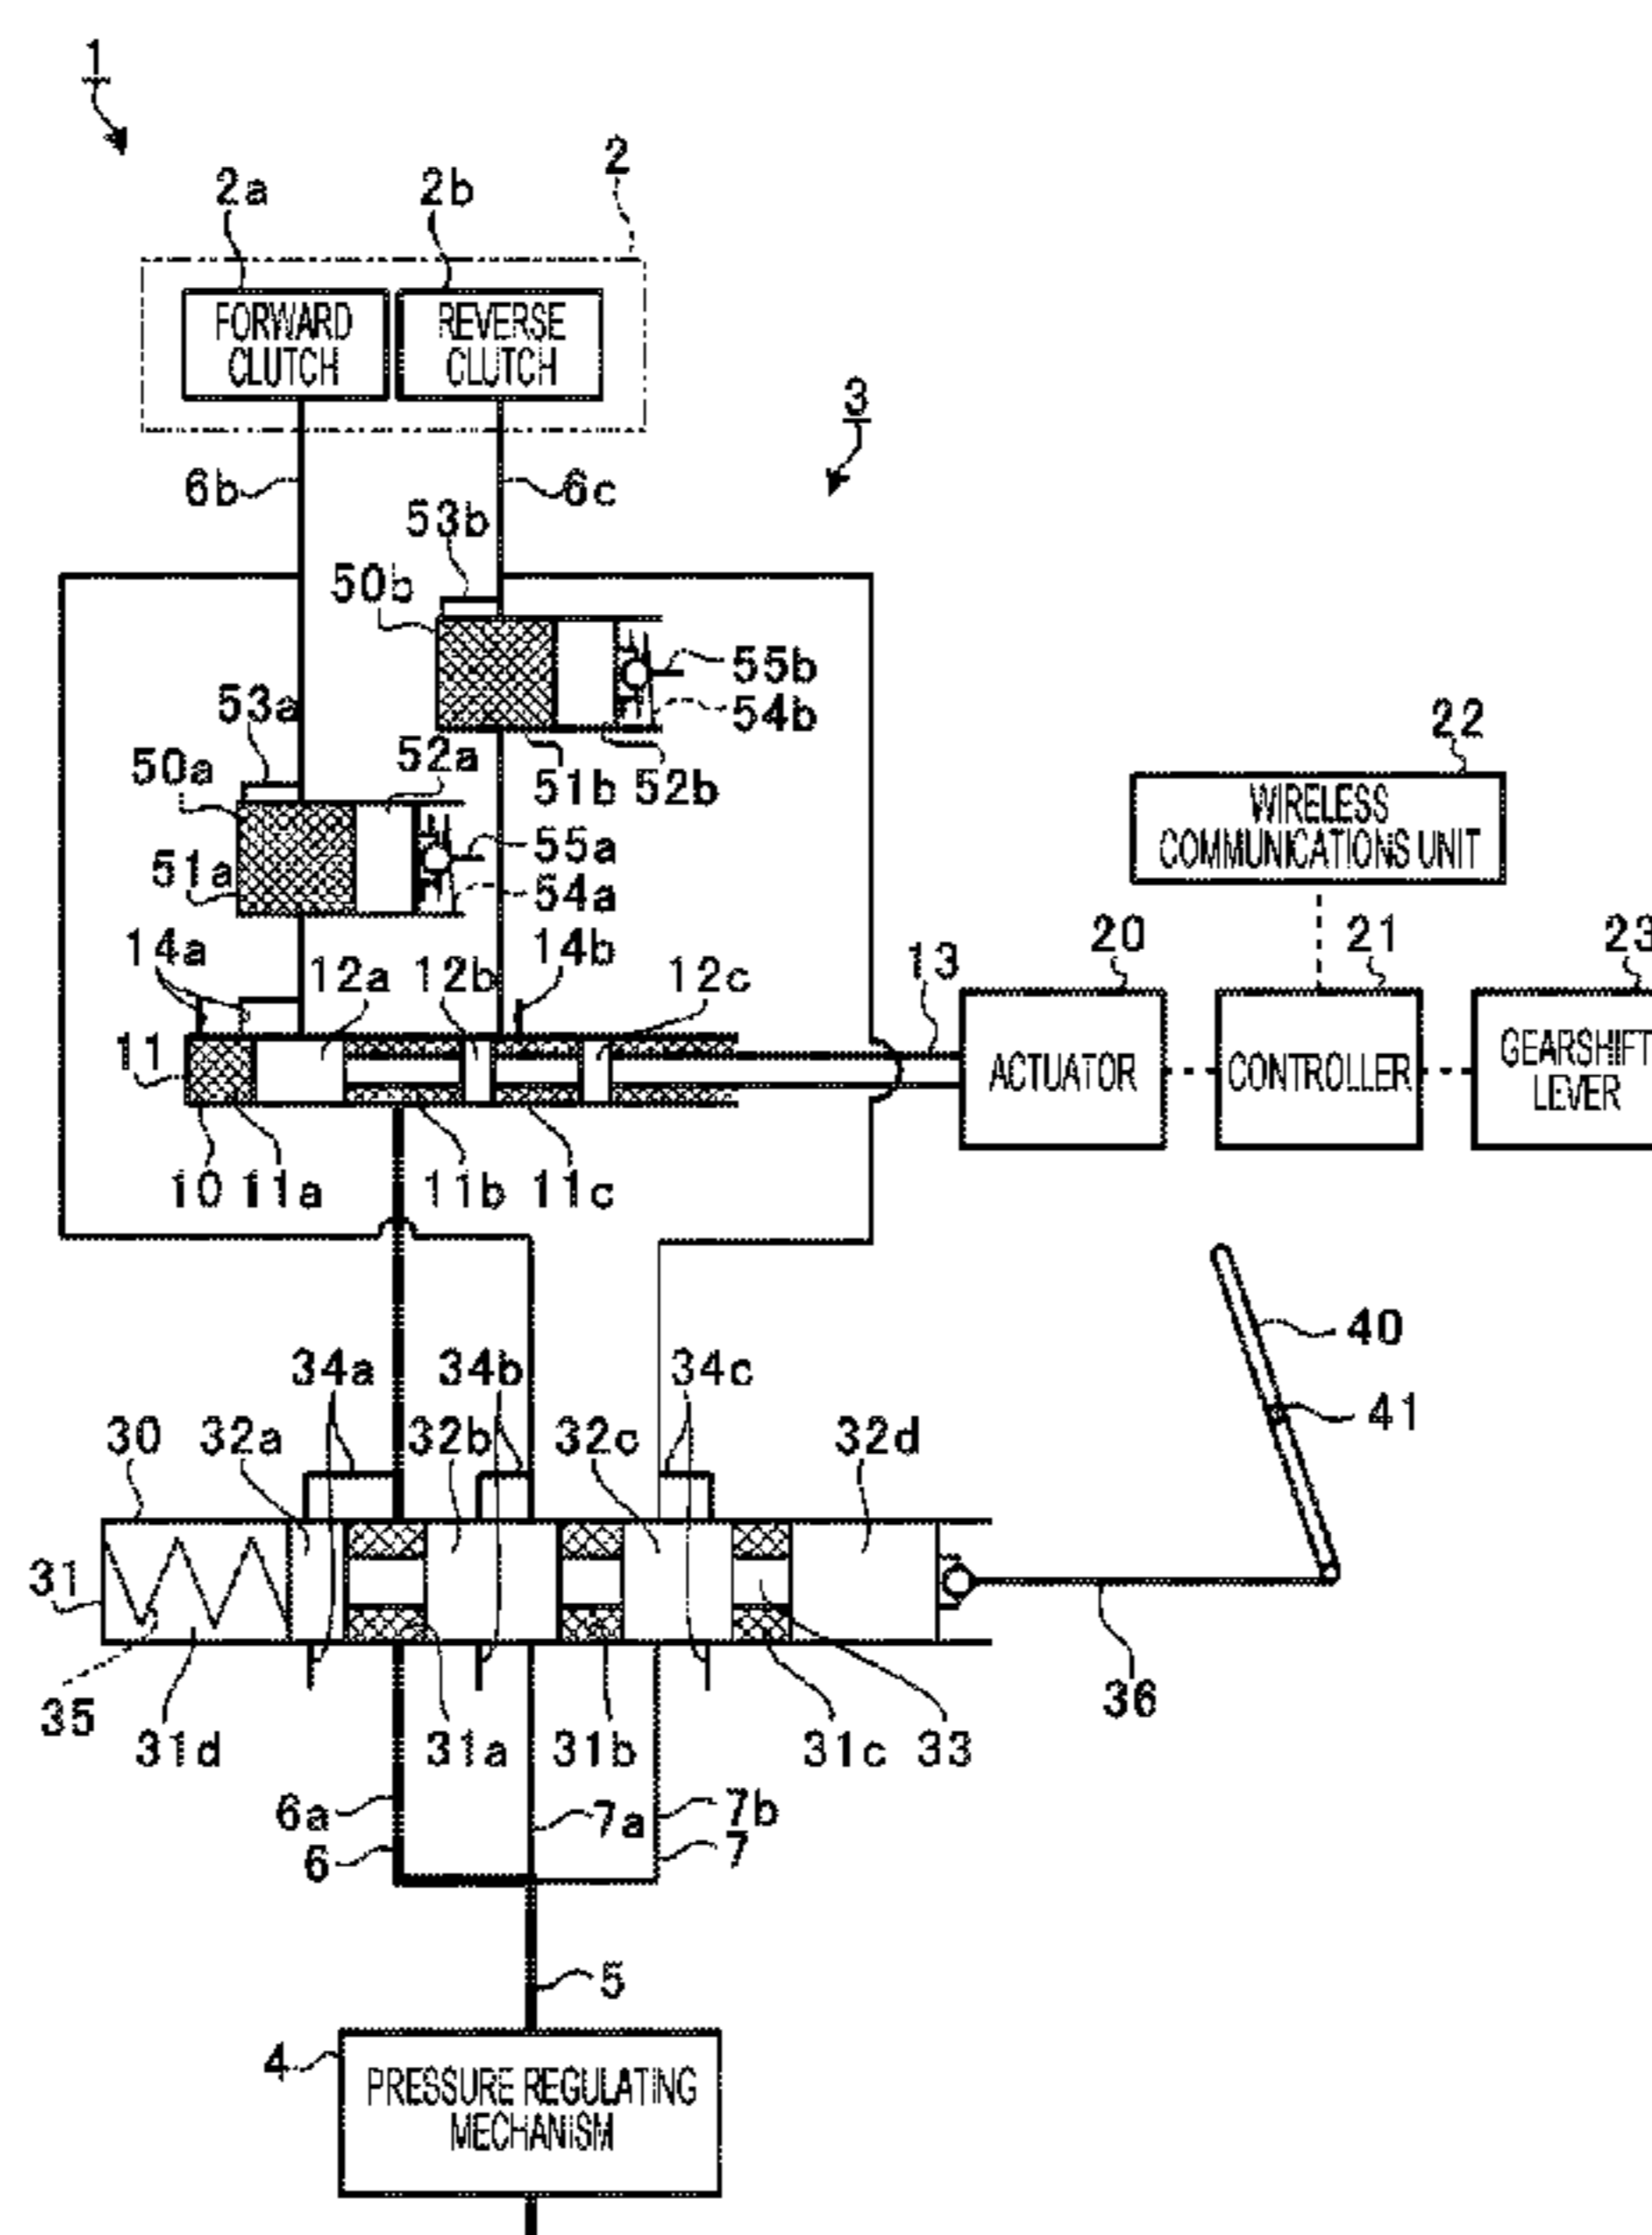 1
2
2a 2b
FORWARD CLUTCH
REVERSE CLUTCH
3
6b 6c
53b
50b
55b
54b
53a
52a
50a
51b 52b
22
WIRELESS
COMMUNICATIONS UNIT
51a
55a
54a
14a 12a 12b 14b 12c 13
20 21 23
11
ACTUATOR
CONTROLLER
GEARSHIFT
LEVER
10 11a 11b 11c
40
34a 34b 34c
41
30 32a 32b 32c 32d
31
36
35
31d 31a 31b 31c 33
6a 7a 7b
6 7
5
4
PRESSURE REGULATING
MECHANISM